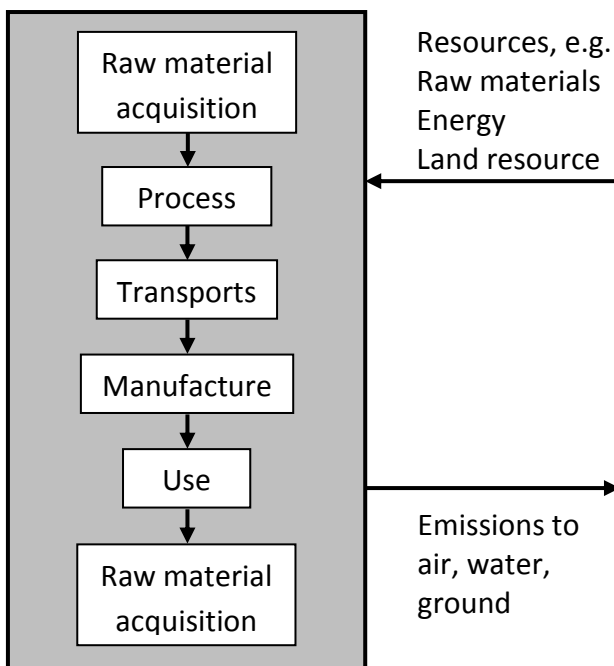 Raw material
acquisition
Process
Transports
Manufacture
Use
Raw material
acquisition
Resources, e.g.
Raw materials
Energy
Land resource
Emissions to
air, water,
ground